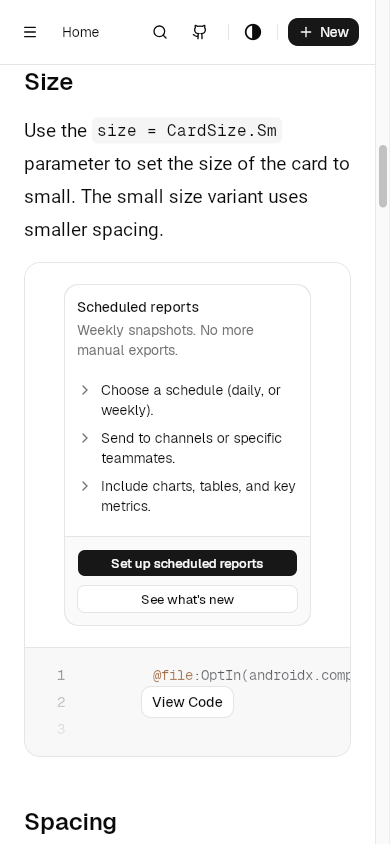 Home
New
Size
Use the size = CardSize.Sm
parameter to set the size of the card to
small. The small size variant uses
smaller spacing.
Scheduled reports
Weekly snapshots. No more
manual exports.
Choose a schedule (daily, or
weekly).
Send to channels or specific
teammates.
Include charts, tables, and key
metrics.
Set up scheduled reports
See what's new
1 @file:OptIn(androidx.comp
2
View Code
3
Spacing